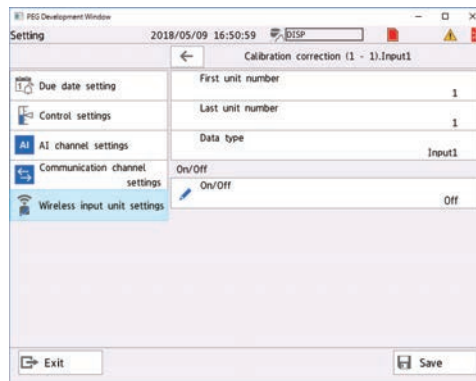 PEG Development Window
Setting
2018/05/09 16:50:59
DISP
Calibration correction (1 - 1).Input1
Due date setting
Control settings
AI
AI channel settings
Communication channel
settings
Wireless input unit settings
First unit number
1
Last unit number
1
Data type
Input1
On/Off
On/Off
Off
Exit
Save